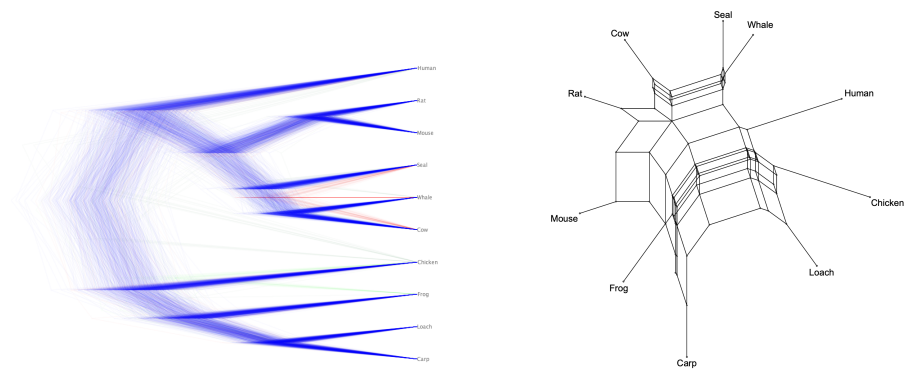 Human
Rat
Mouse
Seal
Whale
Cow
Chicken
Frog
Loach
Carp
Seal
Whale
Cow
Rat
Human
Chicken
Mouse
Loach
Frog
Carp